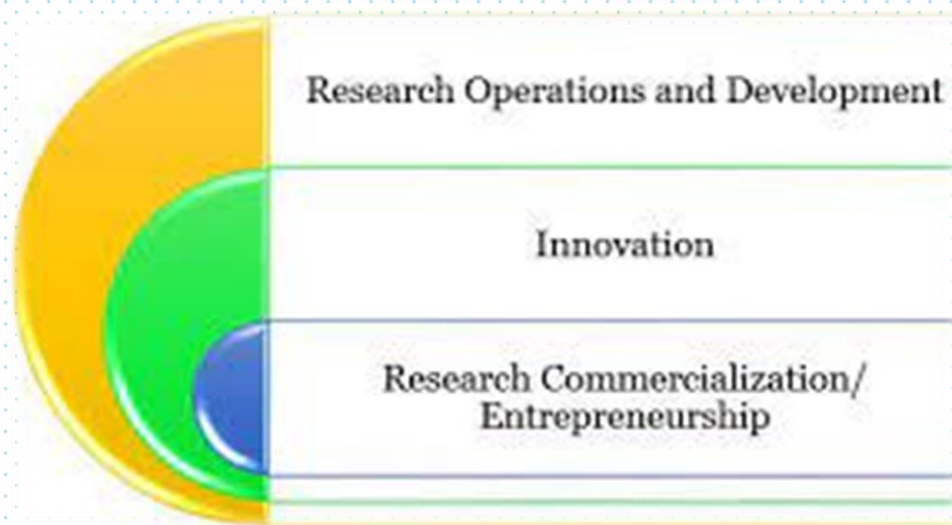 Research Operations and Development
Innovation
Research Commercialization/
Entrepreneurship